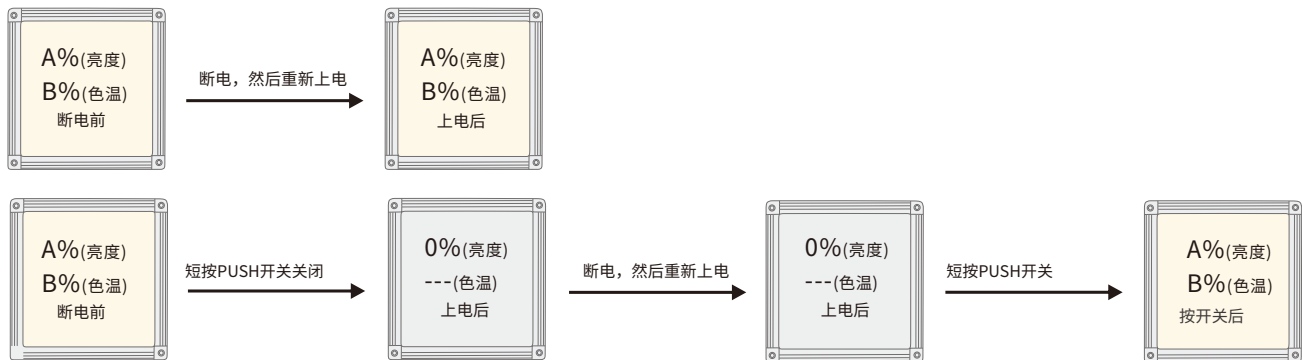 A%(亮度)
B%(色温)
断电前
断电，然后重新上电
A%(亮度)
B%(色温)
上电后
A%(亮度)
B%(色温)
断电前
短按PUSH开关关闭
0%(亮度)
---(色温)
上电后
断电，然后重新上电
0%(亮度)
---(色温)
上电后
短按PUSH开关
A%(亮度)
B%(色温)
按开关后